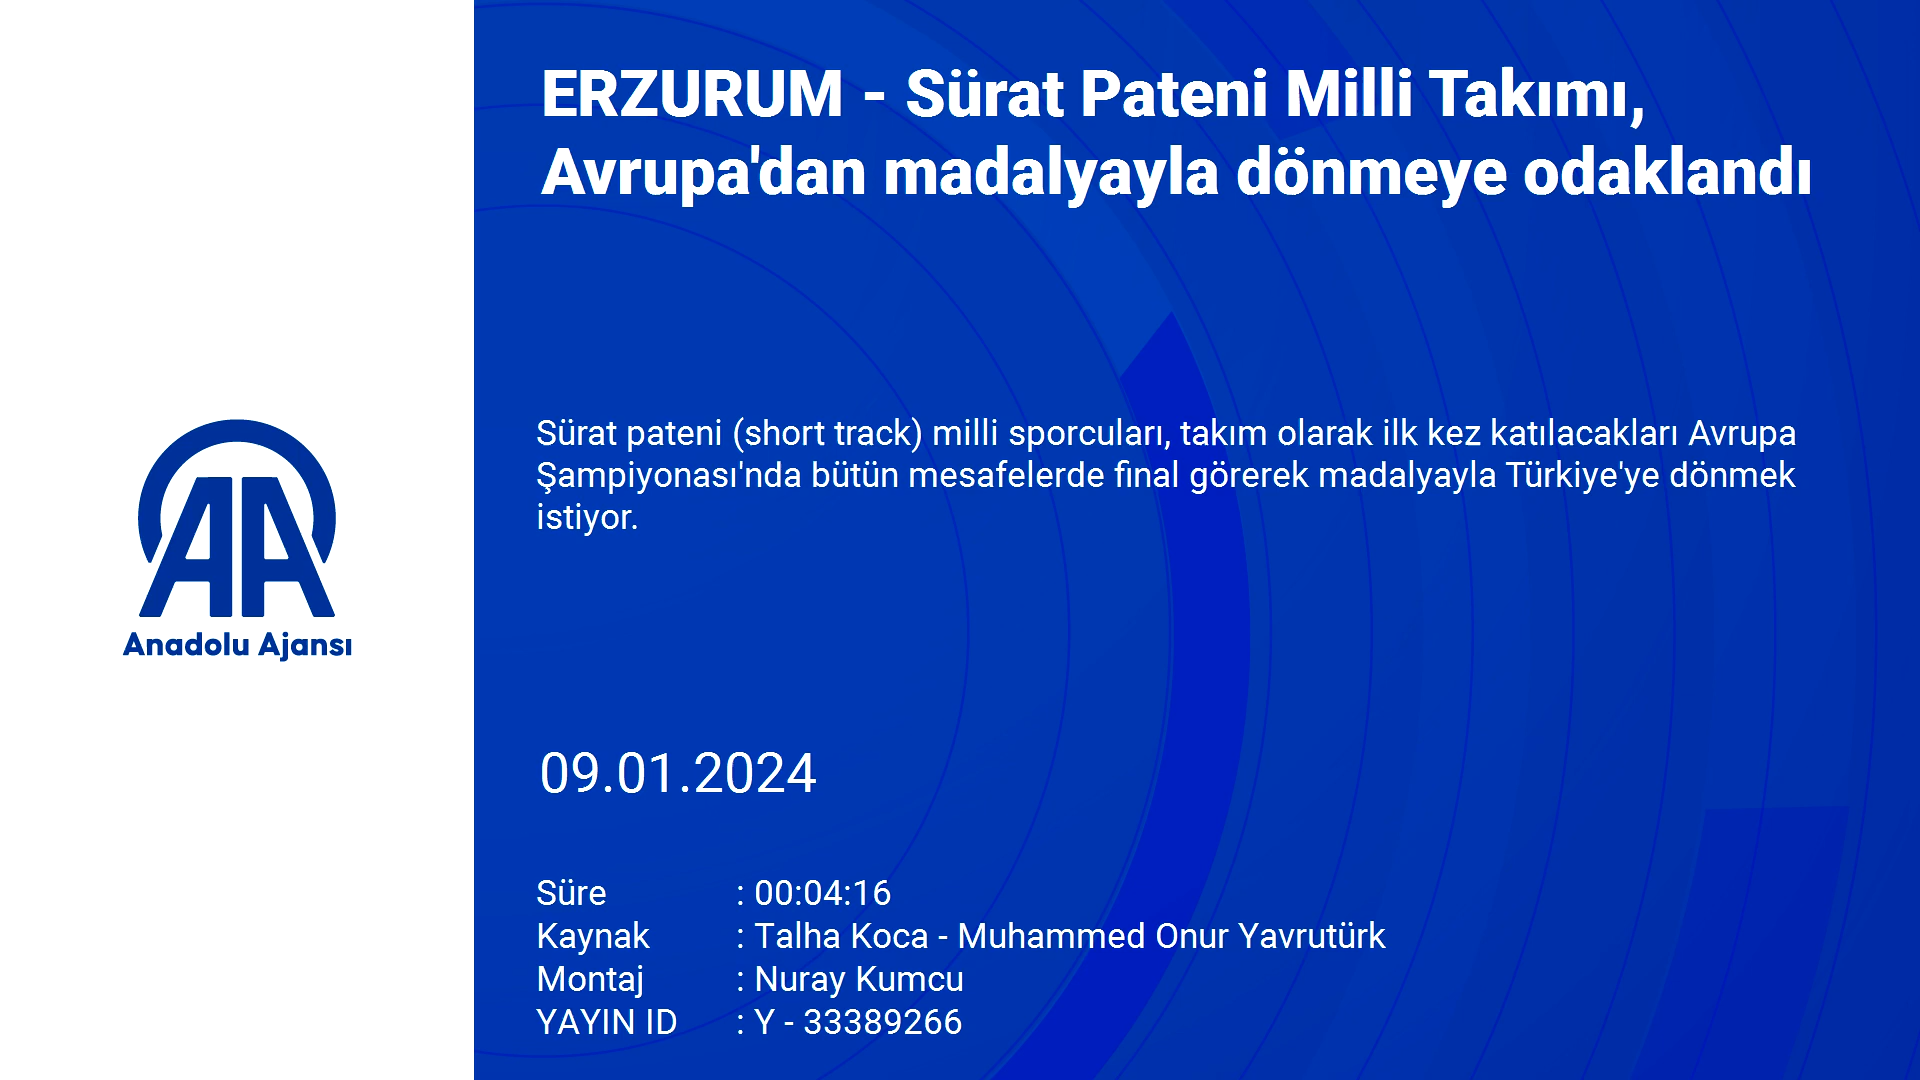 ERZURUM - Sürat Pateni Milli Takımı,
Avrupa'dan madalyayla dönmeye odaklandı
Sürat pateni (short track) milli sporcuları, takım olarak ilk kez katılacakları Avrupa
Şampiyonası'nda bütün mesafelerde final görerek madalyayla Türkiye'ye dönmek
istiyor.
AA
Anadolu Ajansı
09.01.2024
Süre : 00:04:16
Kaynak : Talha Koca - Muhammed Onur Yavrutürk
Montaj : Nuray Kumcu
YAYIN ID : Y - 33389266